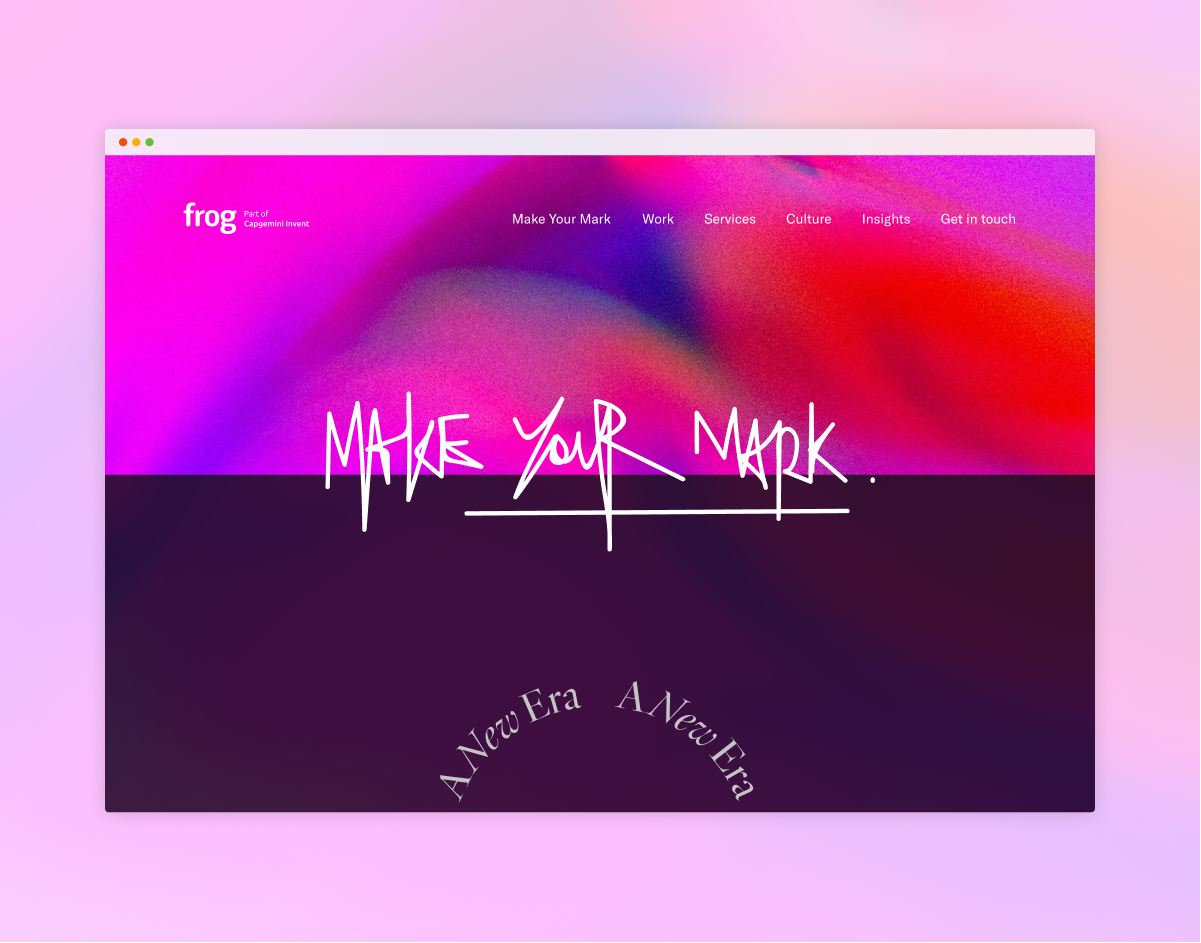 frog Part of
Capgemini Invent
Make Your Mark Work Services Culture Insights Get in touch
MAKE YOUR MARK.
A New Era A New Era